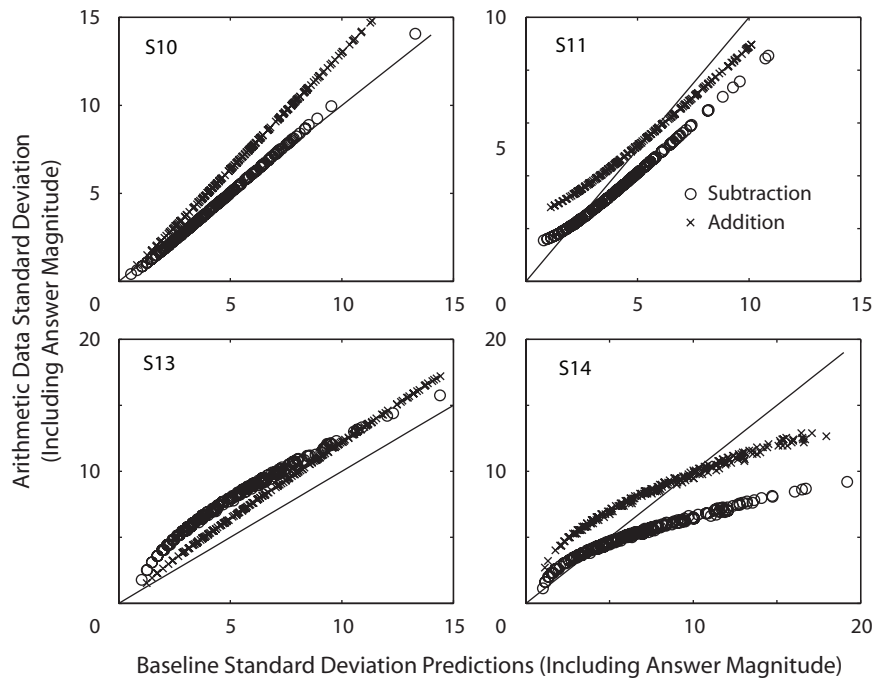 Arithmetic Data Standard Deviation
(Including Answer Magnitude)
15
10
5
0
5
10
15
S10
10
5
0
5
10
15
S11
Subtraction
Addition
20
10
0
5
10
15
S13
20
10
0
10
20
S14
Baseline Standard Deviation Predictions (Including Answer Magnitude)